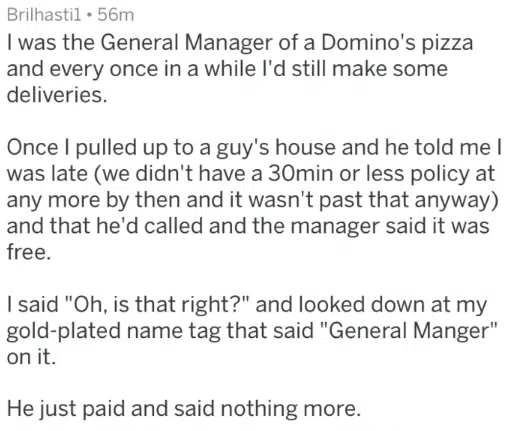 Brilhasti1 • 56m
I was the General Manager of a Domino's pizza
and every once in a while I'd still make some
deliveries.
Once I pulled up to a guy's house and he told me I
was late (we didn't have a 30min or less policy at
any more by then and it wasn't past that anyway)
and that he'd called and the manager said it was
free.
I said "Oh, is that right?" and looked down at my
gold-plated name tag that said "General Manger"
on it.
He just paid and said nothing more.